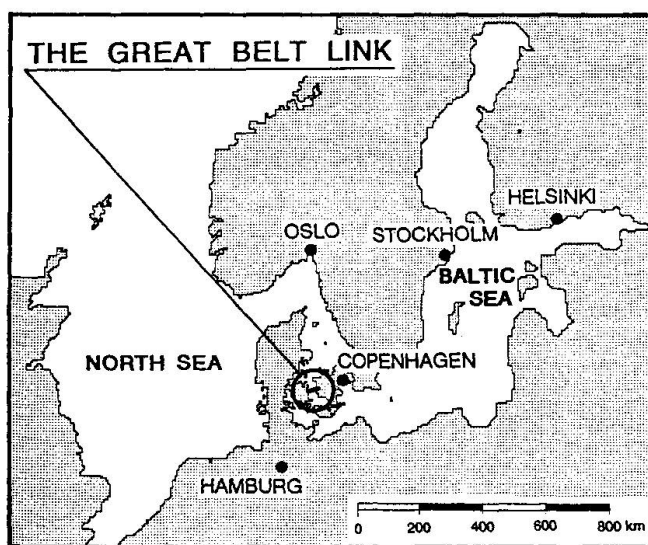 THE GREAT BELT LINK
HELSINKI
OSLO
STOCKHOLM
BALTIC
SEA
NORTH SEA
COPENHAGEN
HAMBURG
0 200 400 600 800 km